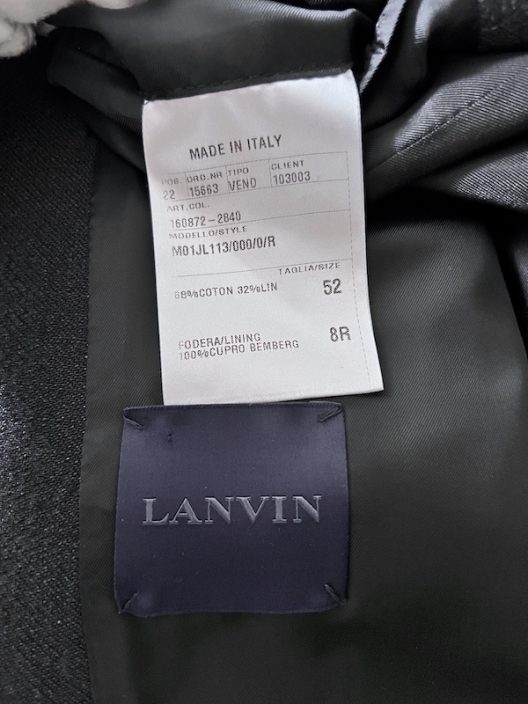 MADE IN ITALY
POS. ORD.NR TIPO CLIENT
22 15663 VEND 103003
ART.COL.
160872-2840
MODELLO/STYLE
M01JL113/000/0/R
TAGLIA/SIZE
68%COTON 32%LIN 52
FODERA/LINING 8R
100%CUPRO BEMBERG
LANVIN